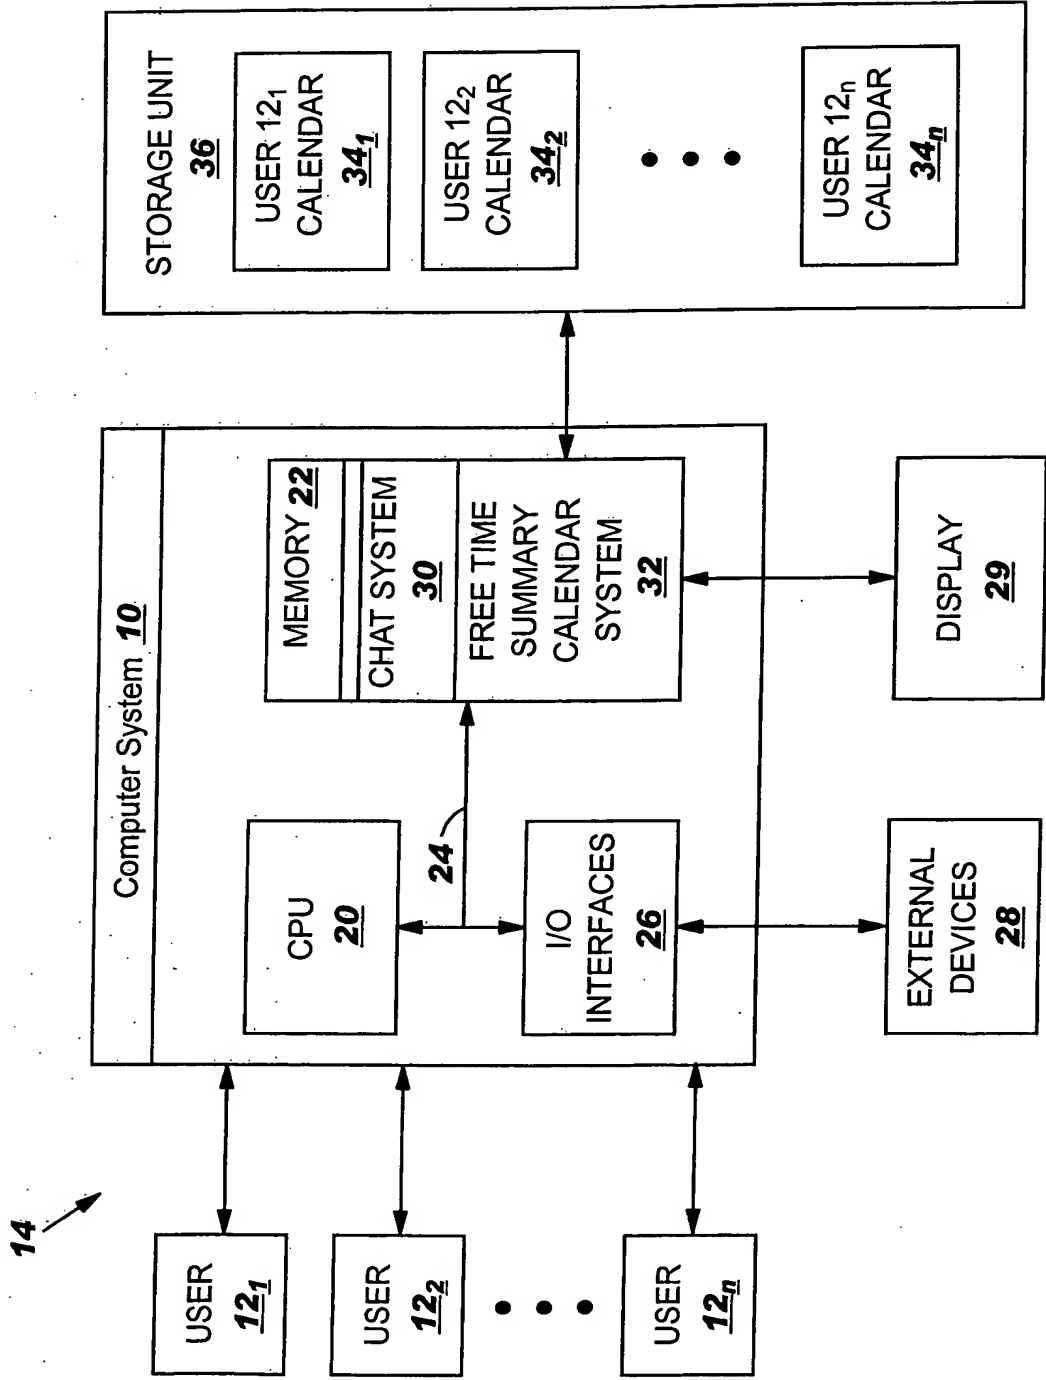 14
USER
12₁
USER
12₂
USER
12ₙ
Computer System 10
CPU
20
24
I/O
INTERFACES
26
MEMORY 22
CHAT SYSTEM
30
FREE TIME
SUMMARY
CALENDAR
SYSTEM
32
EXTERNAL
DEVICES
28
DISPLAY
29
STORAGE UNIT
36
USER 12₁
CALENDAR
34₁
USER 12₂
CALENDAR
34₂
USER 12ₙ
CALENDAR
34ₙ